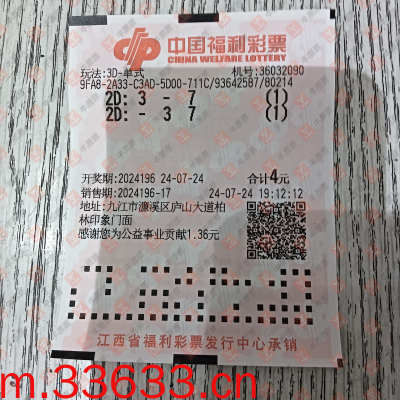 中国福利彩票
CHINA WELFARE LOTTERY
玩法:3D-单式 机号:36032090
9FA8-2A33-C3AD-5D00-711C/93642587/80214
2D: 3 - 7 (1)
2D: - 3 7 (1)
开奖期:2024196 24-07-24 合计4元
销售期:2024196-17 24-07-24 19:12:12
地址:九江市濂溪区庐山大道柏
林印象门面
感谢您为公益事业贡献1.36元
江西省福利彩票发行中心承销
m.33633.cn